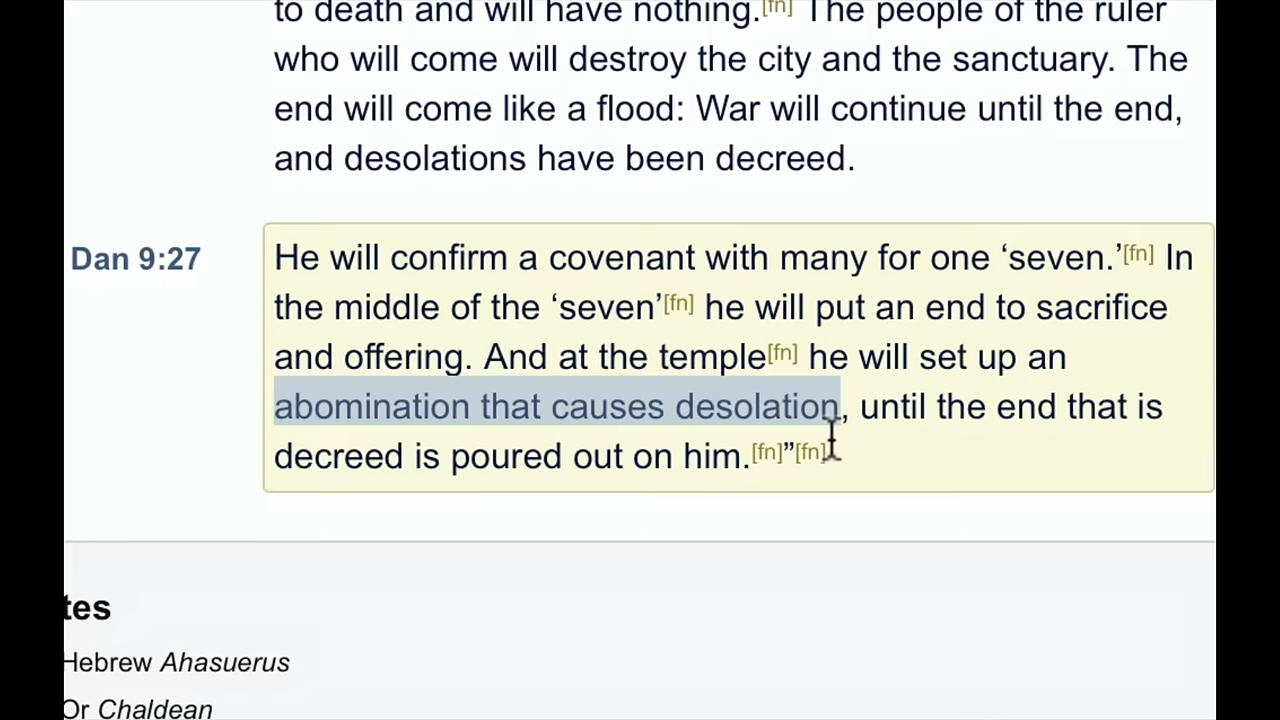 to death and will have nothing.[fn] The people of the ruler
who will come will destroy the city and the sanctuary. The
end will come like a flood: War will continue until the end,
and desolations have been decreed.
Dan 9:27
He will confirm a covenant with many for one ‘seven.’[fn] In
the middle of the ‘seven’[fn] he will put an end to sacrifice
and offering. And at the temple[fn] he will set up an
abomination that causes desolation, until the end that is
decreed is poured out on him.[fn]”[fn]
tes
Hebrew Ahasuerus
Or Chaldean